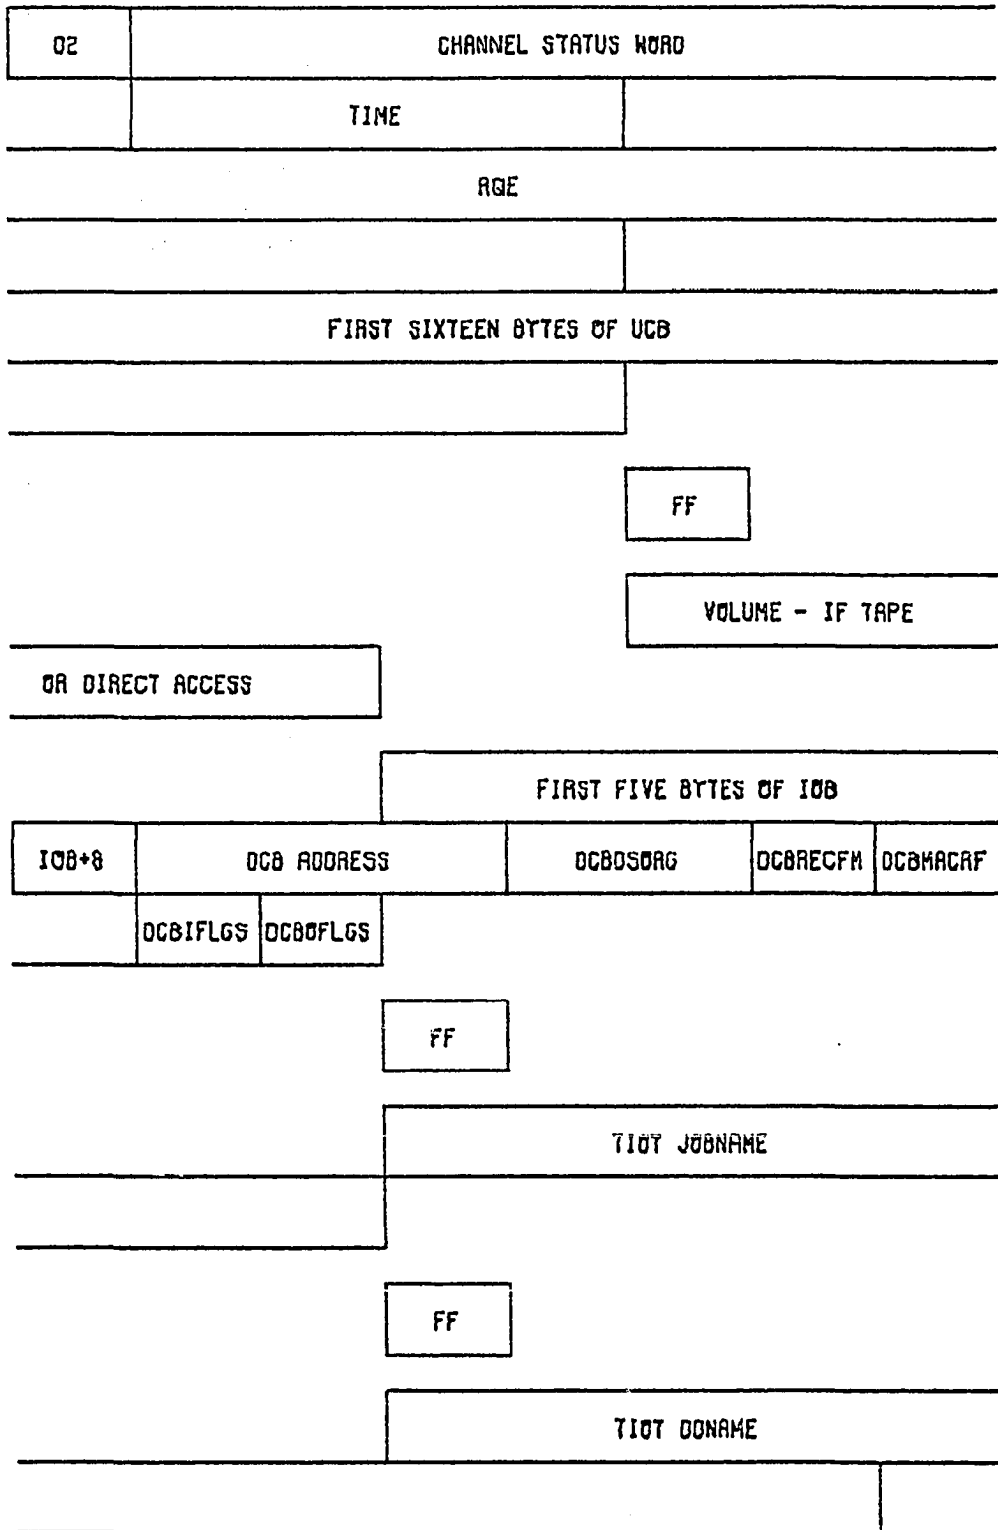 02 CHANNEL STATUS WORD
TIME
RQE
FIRST SIXTEEN BYTES OF UCB
FF
VOLUME - IF TAPE
OR DIRECT ACCESS
FIRST FIVE BYTES OF IOB
IOB+8 DCB ADDRESS DCBDSORG DCBRECFM DCBMACRF
DCBIFLGS DCBOFLGS
FF
TIOT JOBNAME
FF
TIOT DDNAME